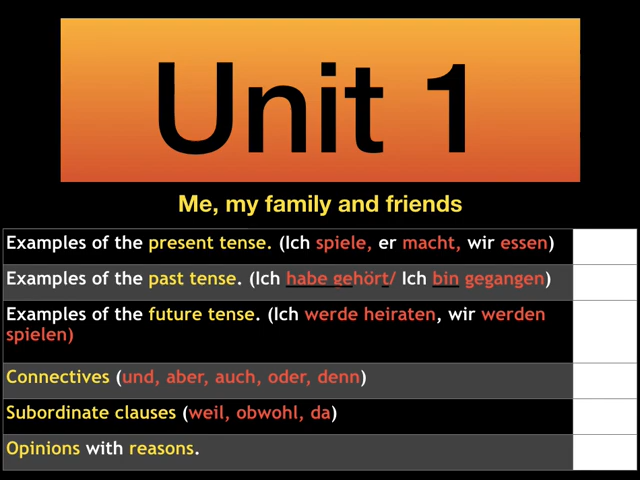 Unit 1
Me, my family and friends
Examples of the present tense. (Ich spiele, er macht, wir essen)
Examples of the past tense. (Ich habe gehört/ Ich bin gegangen)
Examples of the future tense. (Ich werde heiraten, wir werden
spielen)
Connectives (und, aber, auch, oder, denn)
Subordinate clauses (weil, obwohl, da)
Opinions with reasons.